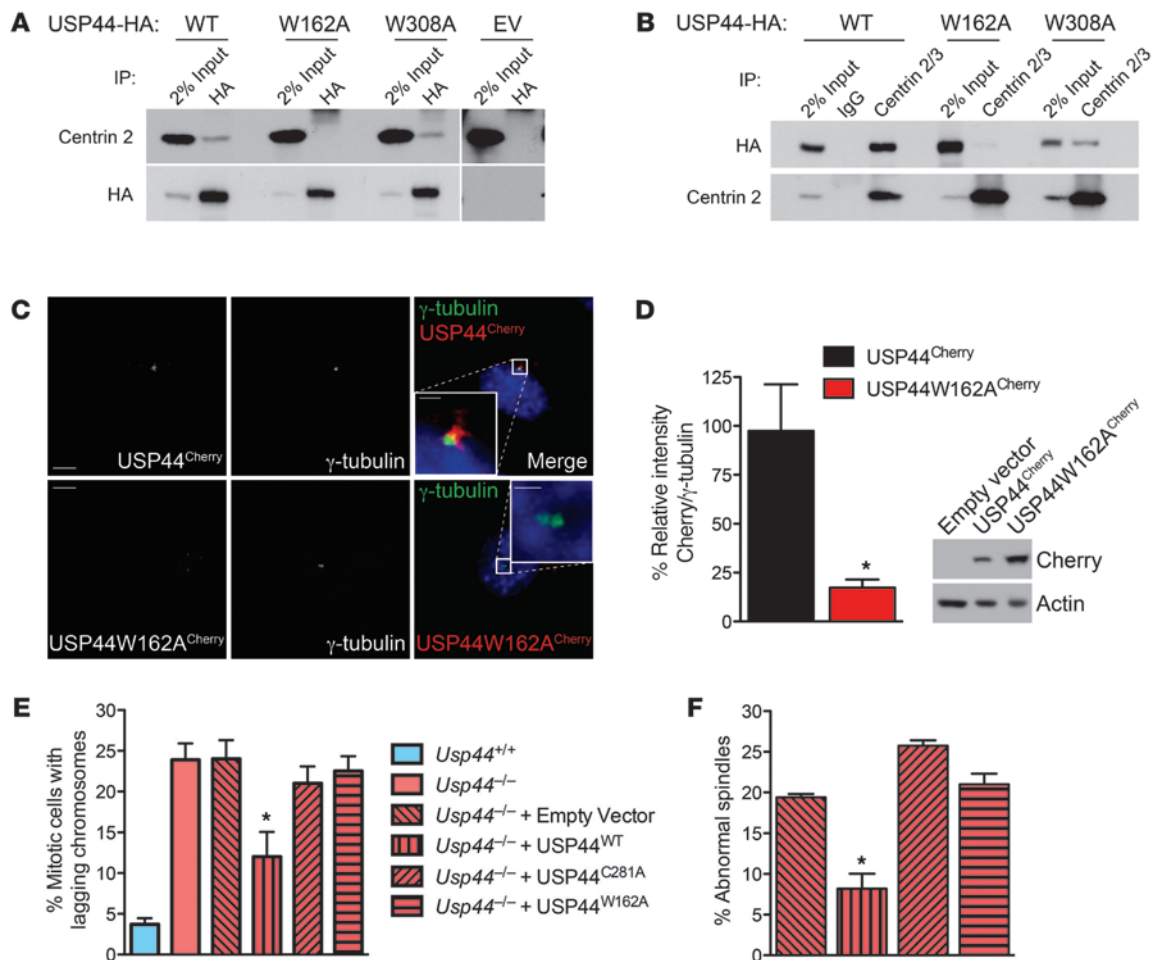 A
USP44-HA: WT W162A W308A EV
IP: 2% Input HA 2% Input HA 2% Input HA 2% Input HA
Centrin 2
HA
B
USP44-HA: WT W162A W308A
IP: 2% Input IgG Centrin 2/3 2% Input Centrin 2/3 2% Input Centrin 2/3
HA
Centrin 2
C
USP44Cherry
γ-tubulin
γ-tubulin
USP44Cherry
Merge
USP44W162ACherry
γ-tubulin
γ-tubulin
USP44W162ACherry
D
USP44Cherry
USP44W162ACherry
% Relative intensity
Cherry/γ-tubulin
125
100
75
50
25
0
*
Empty vector
USP44Cherry
USP44W162ACherry
Cherry
Actin
E
% Mitotic cells with
lagging chromosomes
30
25
20
15
10
5
0
*
Usp44+/+
Usp44–/–
Usp44–/– + Empty Vector
Usp44–/– + USP44WT
Usp44–/– + USP44C281A
Usp44–/– + USP44W162A
F
% Abnormal spindles
30
25
20
15
10
5
0
*